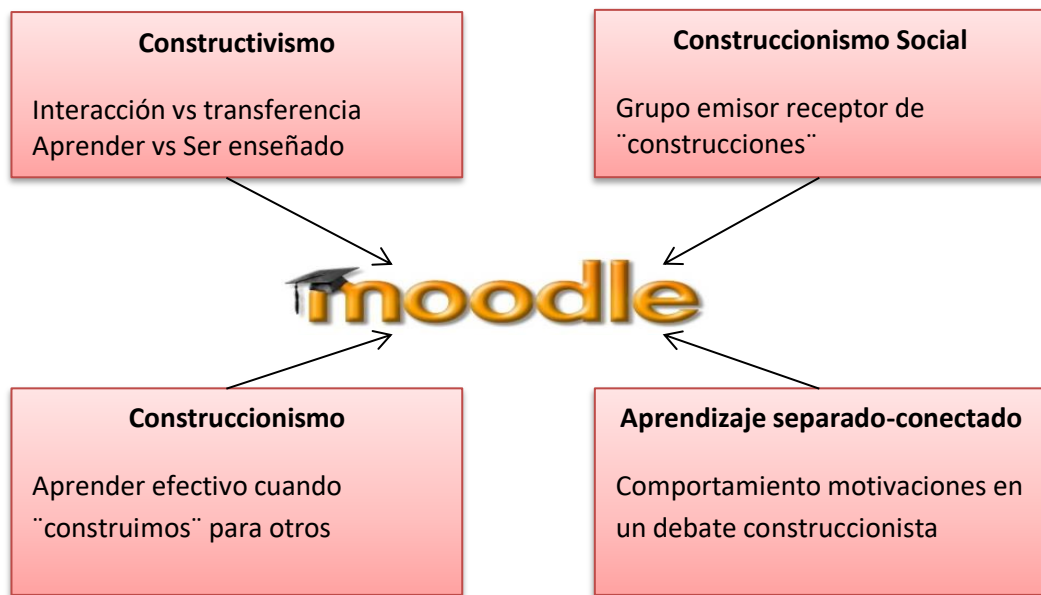 Constructivismo
Interacción vs transferencia
Aprender vs Ser enseñado
Construccionismo Social
Grupo emisor receptor de
¨construcciones¨
moodle
Construccionismo
Aprender efectivo cuando
¨construimos¨ para otros
Aprendizaje separado-conectado
Comportamiento motivaciones en
un debate construccionista